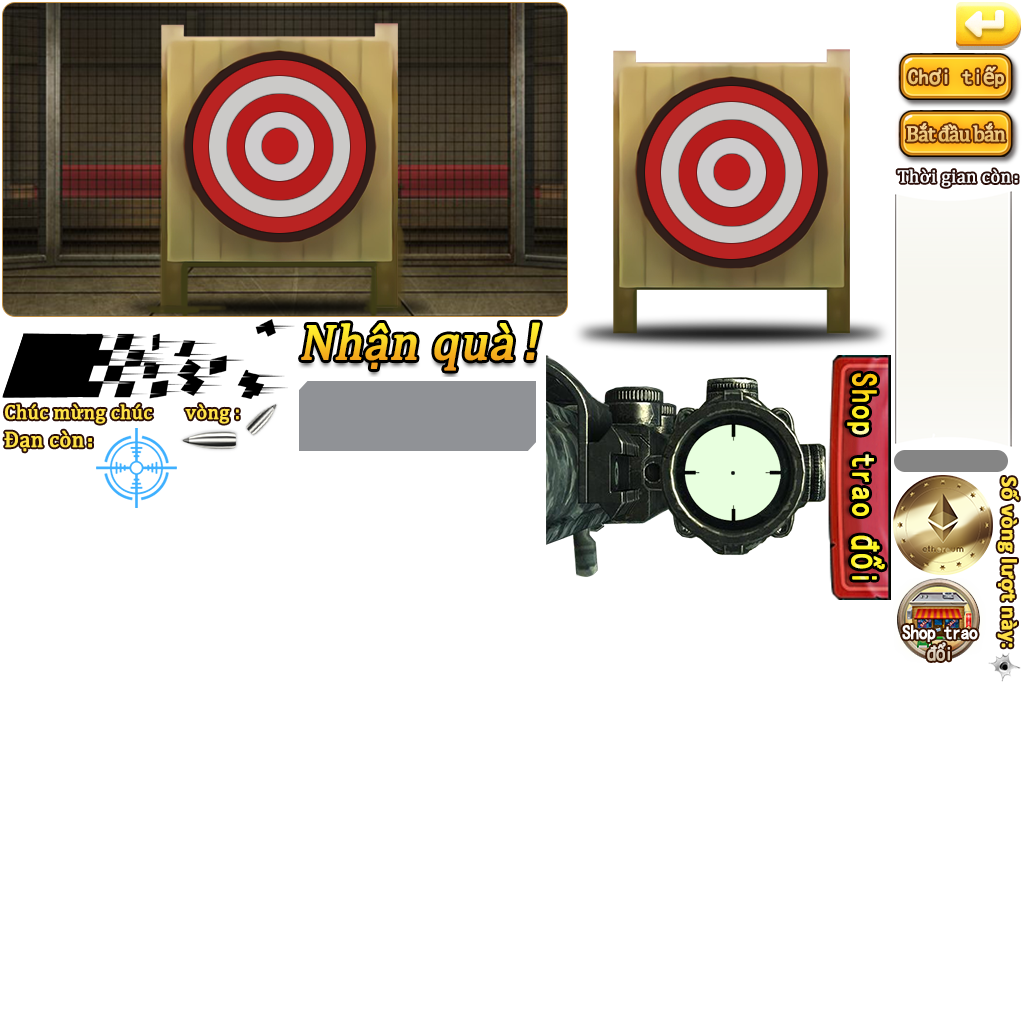 Chơi tiếp
Bắt đầu bắn
Thời gian còn:
Nhận quà!
Chúc mừng chúc vòng:
Đạn còn:
Shop trao đổi
Số vòng lượt này:
Shop trao
đổi